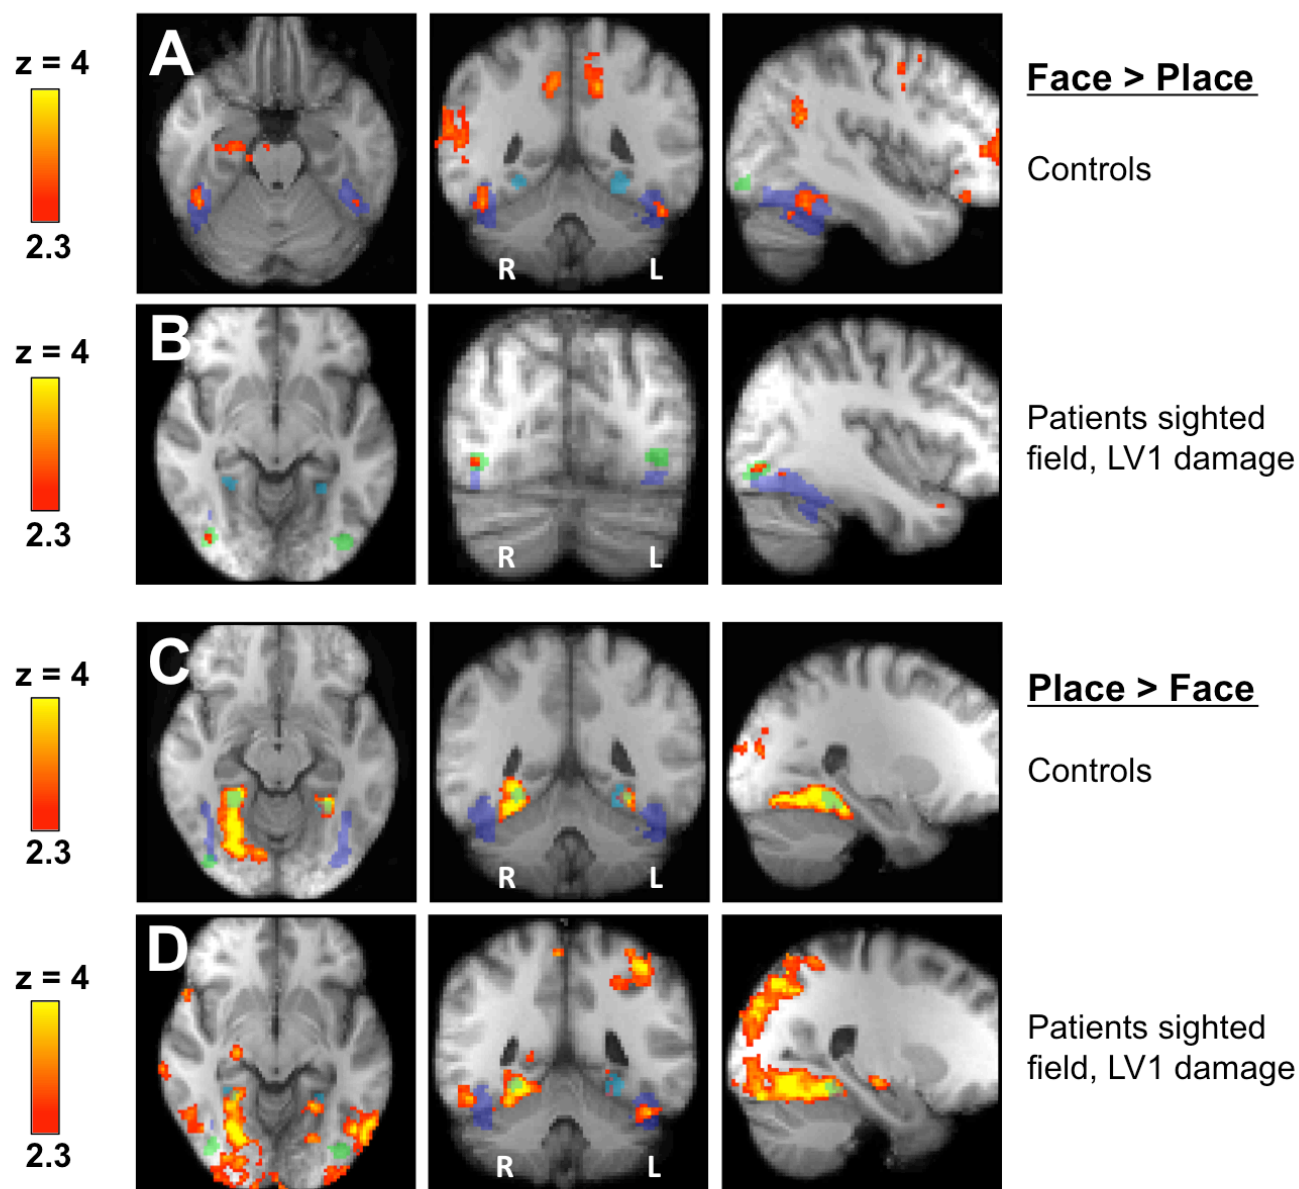 A
z = 4
2.3
R
L
Face > Place
Controls
B
z = 4
2.3
R
L
Patients sighted
field, LV1 damage
C
z = 4
2.3
R
L
Place > Face
Controls
D
z = 4
2.3
R
L
Patients sighted
field, LV1 damage